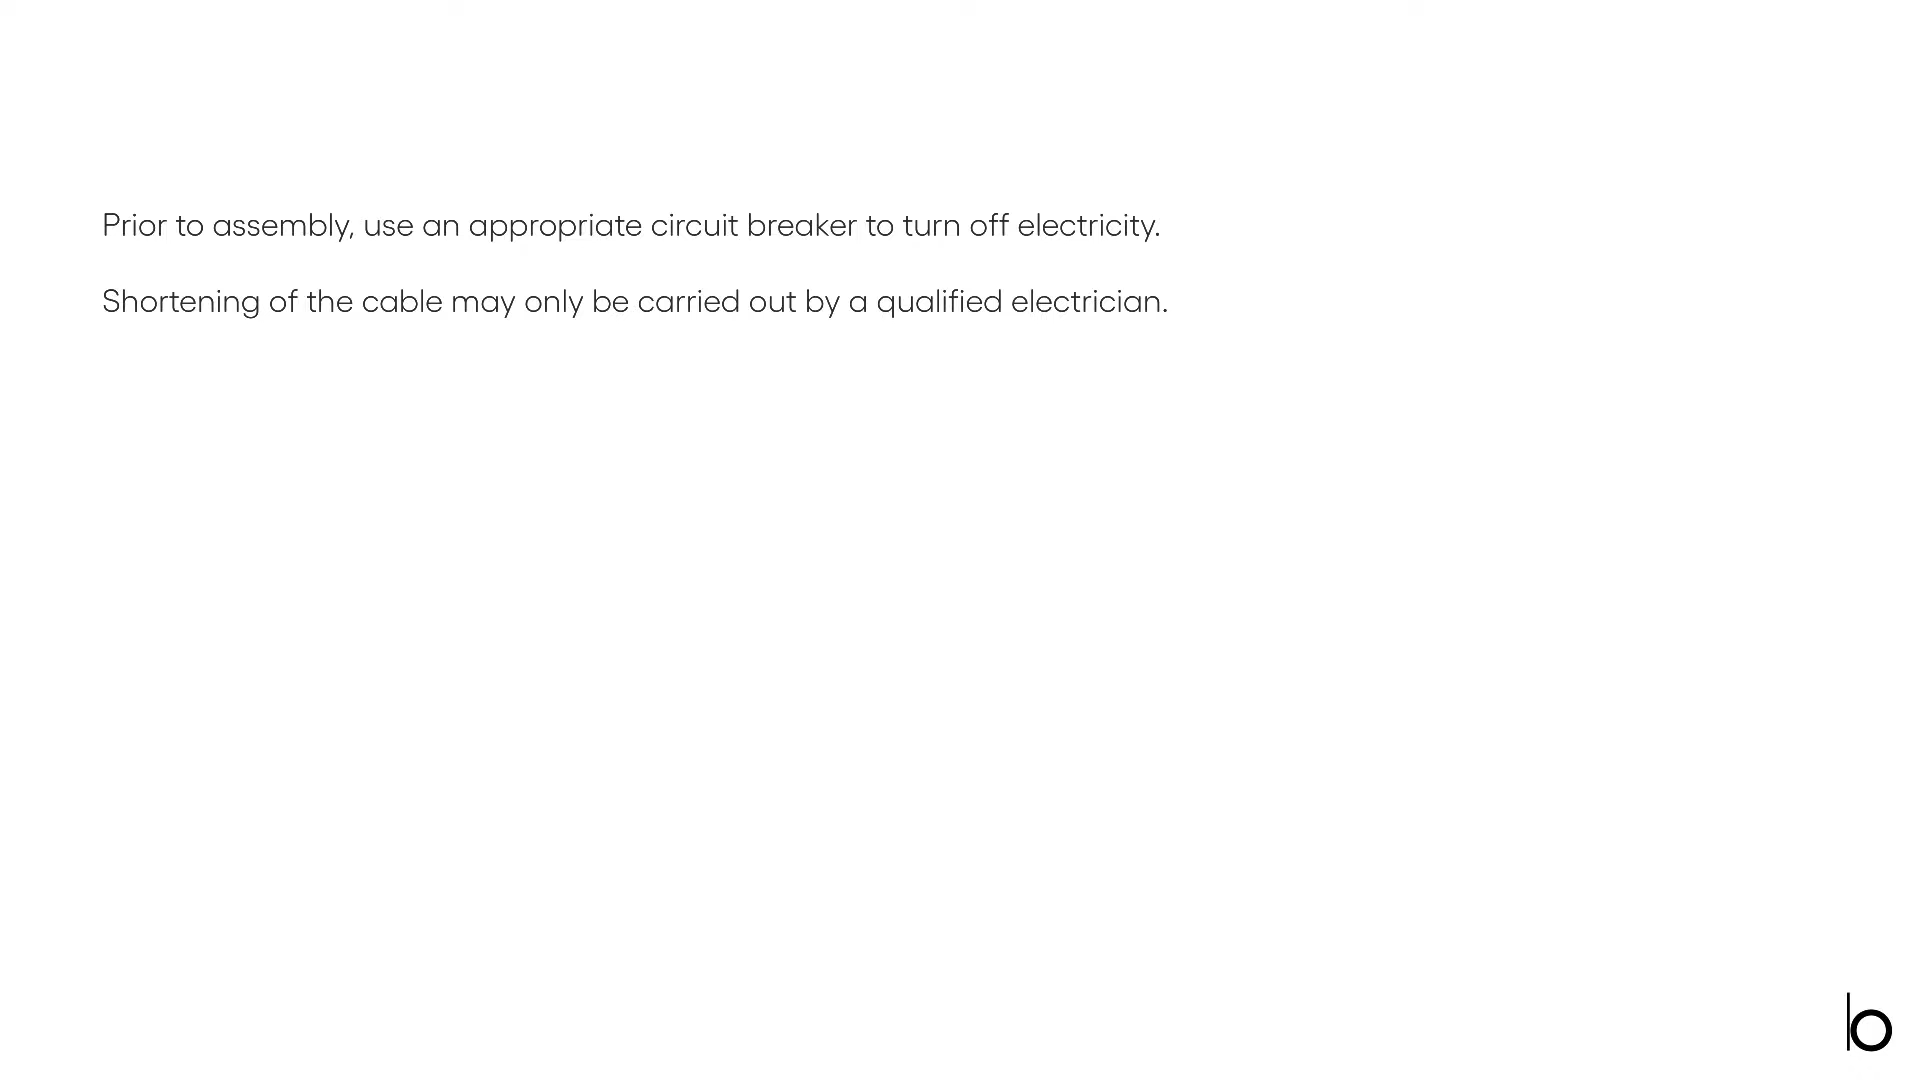 Prior to assembly, use an appropriate circuit breaker to turn off electricity.
Shortening of the cable may only be carried out by a qualified electrician.
b